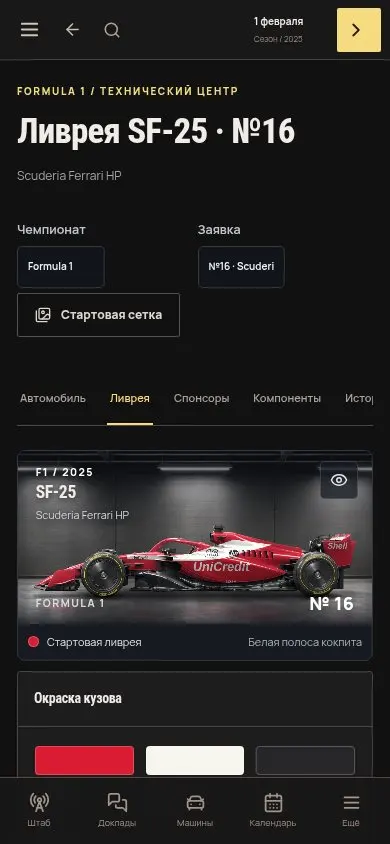 1 февраля
Сезон / 2025
FORMULA 1 / ТЕХНИЧЕСКИЙ ЦЕНТР
Ливрея SF-25 · №16
Scuderia Ferrari HP
Чемпионат
Заявка
Formula 1
№16 · Scuderi
Стартовая сетка
Автомобиль Ливрея Спонсоры Компоненты Истор
F1 / 2025
SF-25
Scuderia Ferrari HP
Shell
UniCredit
FORMULA 1
№ 16
Стартовая ливрея
Белая полоса кокпита
Окраска кузова
Штаб Доклады Машины Календарь Ещё